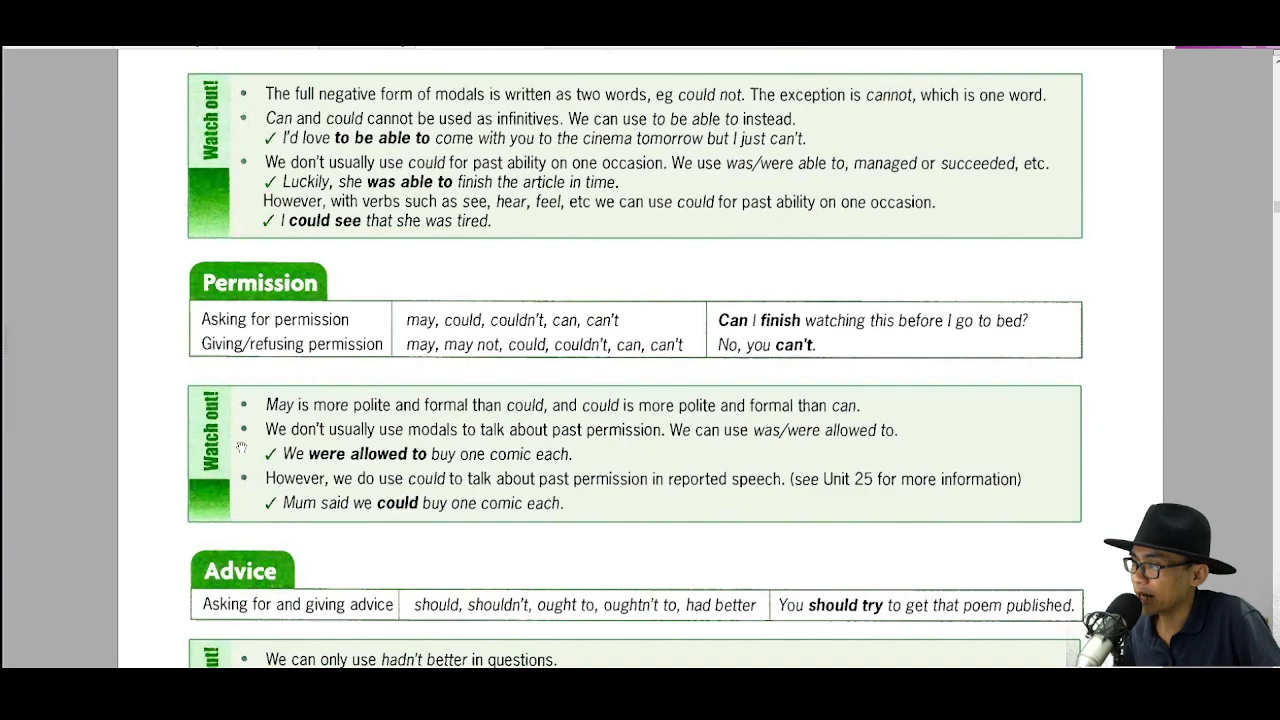 Watch out!
• The full negative form of modals is written as two words, eg could not. The exception is cannot, which is one word.
• Can and could cannot be used as infinitives. We can use to be able to instead.
✓ I'd love to be able to come with you to the cinema tomorrow but I just can't.
• We don't usually use could for past ability on one occasion. We use was/were able to, managed or succeeded, etc.
✓ Luckily, she was able to finish the article in time.
However, with verbs such as see, hear, feel, etc we can use could for past ability on one occasion.
✓ I could see that she was tired.
Permission
Asking for permission may, could, couldn't, can, can't Can I finish watching this before I go to bed?
Giving/refusing permission may, may not, could, couldn't, can, can't No, you can't.
Watch out!
• May is more polite and formal than could, and could is more polite and formal than can.
• We don't usually use modals to talk about past permission. We can use was/were allowed to.
✓ We were allowed to buy one comic each.
• However, we do use could to talk about past permission in reported speech. (see Unit 25 for more information)
✓ Mum said we could buy one comic each.
Advice
Asking for and giving advice should, shouldn't, ought to, oughtn't to, had better You should try to get that poem published.
• We can only use hadn't better in questions.